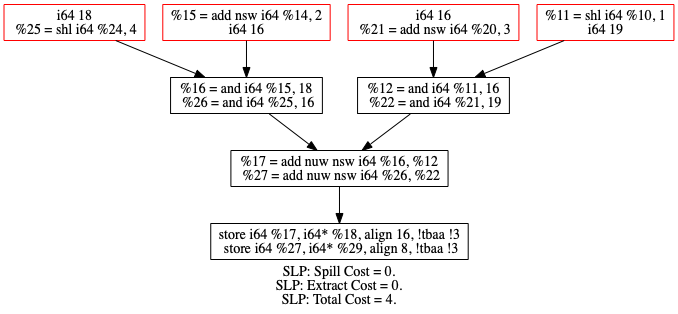 i64 18
%25 = shl i64 %24, 4
%15 = add nsw i64 %14, 2
i64 16
i64 16
%21 = add nsw i64 %20, 3
%11 = shl i64 %10, 1
i64 19
%16 = and i64 %15, 18
%26 = and i64 %25, 16
%12 = and i64 %11, 16
%22 = and i64 %21, 19
%17 = add nuw nsw i64 %16, %12
%27 = add nuw nsw i64 %26, %22
store i64 %17, i64* %18, align 16, !tbaa !3
store i64 %27, i64* %29, align 8, !tbaa !3
SLP: Spill Cost = 0.
SLP: Extract Cost = 0.
SLP: Total Cost = 4.